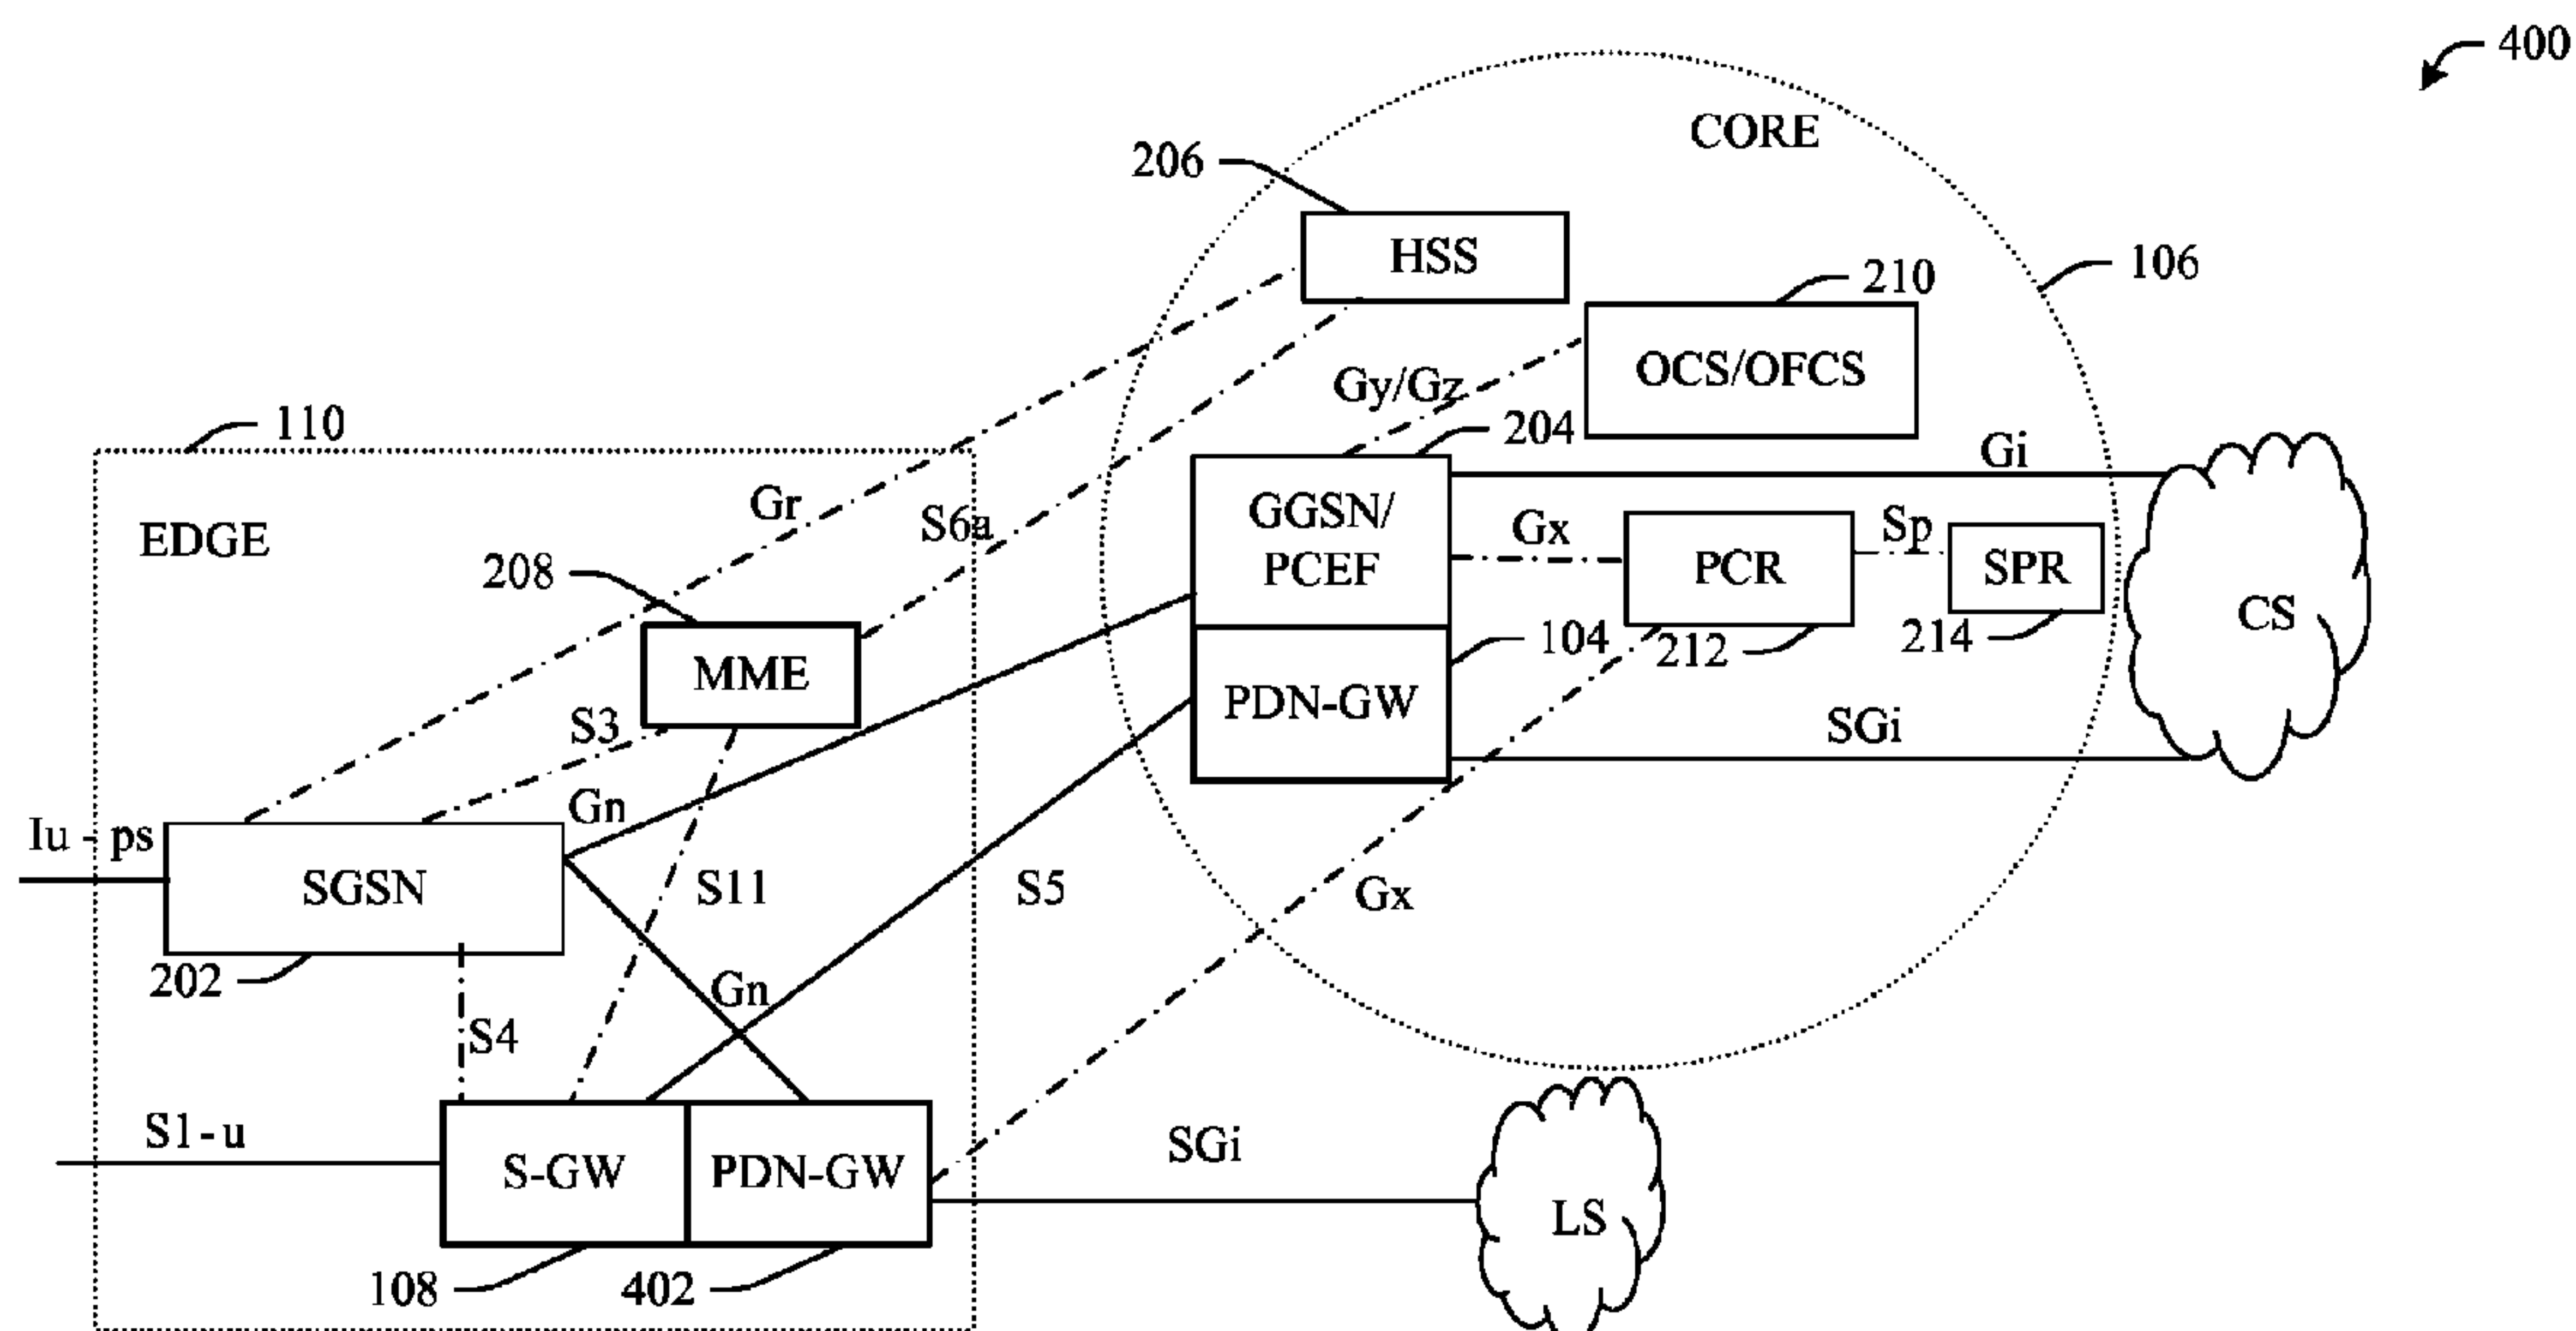 400
CORE
206
HSS
106
210
OCS/OFCS
Gy/Gz
204
110
Gi
GGSN/
PCEF
Gr
S6a
EDGE
Gx
PCR
Sp
SPR
208
CS
MME
104
212
214
PDN-GW
S3
SGi
Gn
Iu - ps
SGSN
S11
S5
Gx
202
Gn
S4
S1-u
S-GW
PDN-GW
SGi
LS
108
402